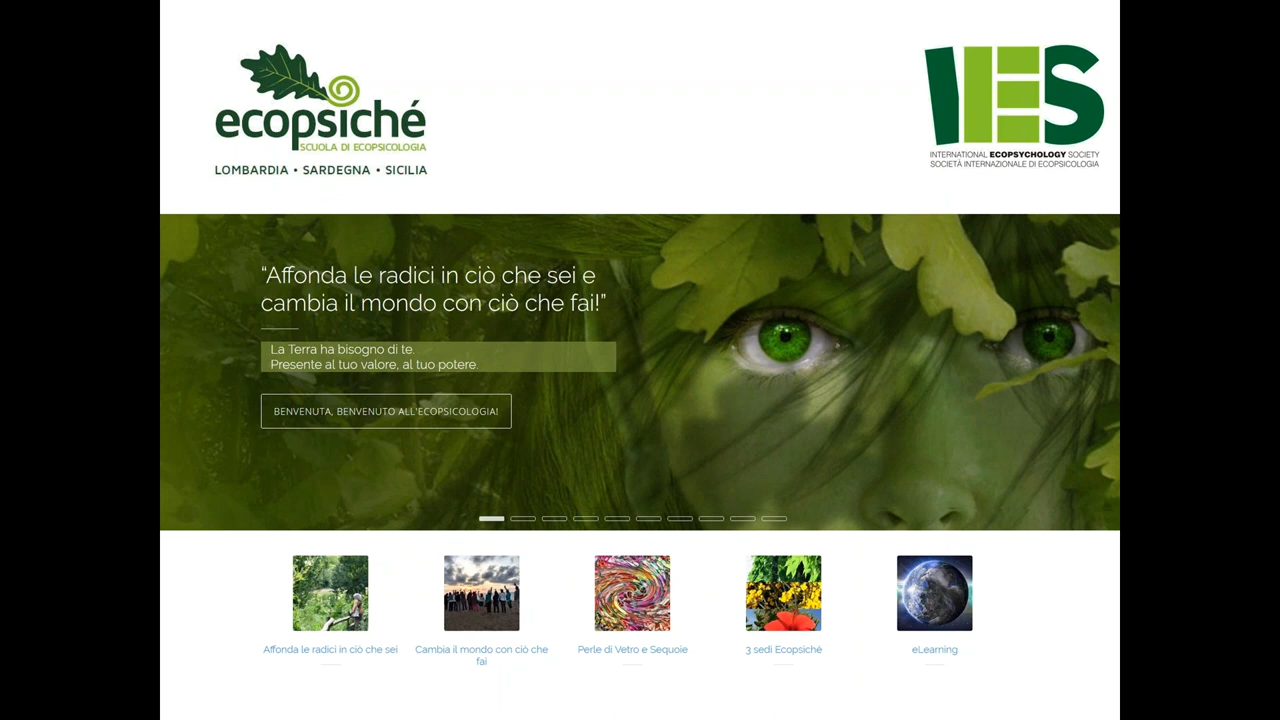 ecopsiché
SCUOLA DI ECOPSICOLOGIA
LOMBARDIA • SARDEGNA • SICILIA
IES
INTERNATIONAL ECOPSYCHOLOGY SOCIETY
SOCIETÀ INTERNAZIONALE DI ECOPSICOLOGIA
“Affonda le radici in ciò che sei e
cambia il mondo con ciò che fai!”
La Terra ha bisogno di te.
Presente al tuo valore, al tuo potere.
BENVENUTA, BENVENUTO ALL'ECOPSICOLOGIA!
Affonda le radici in ciò che sei
Cambia il mondo con ciò che
fai
Perle di Vetro e Sequoie
3 sedi Ecopsiché
eLearning